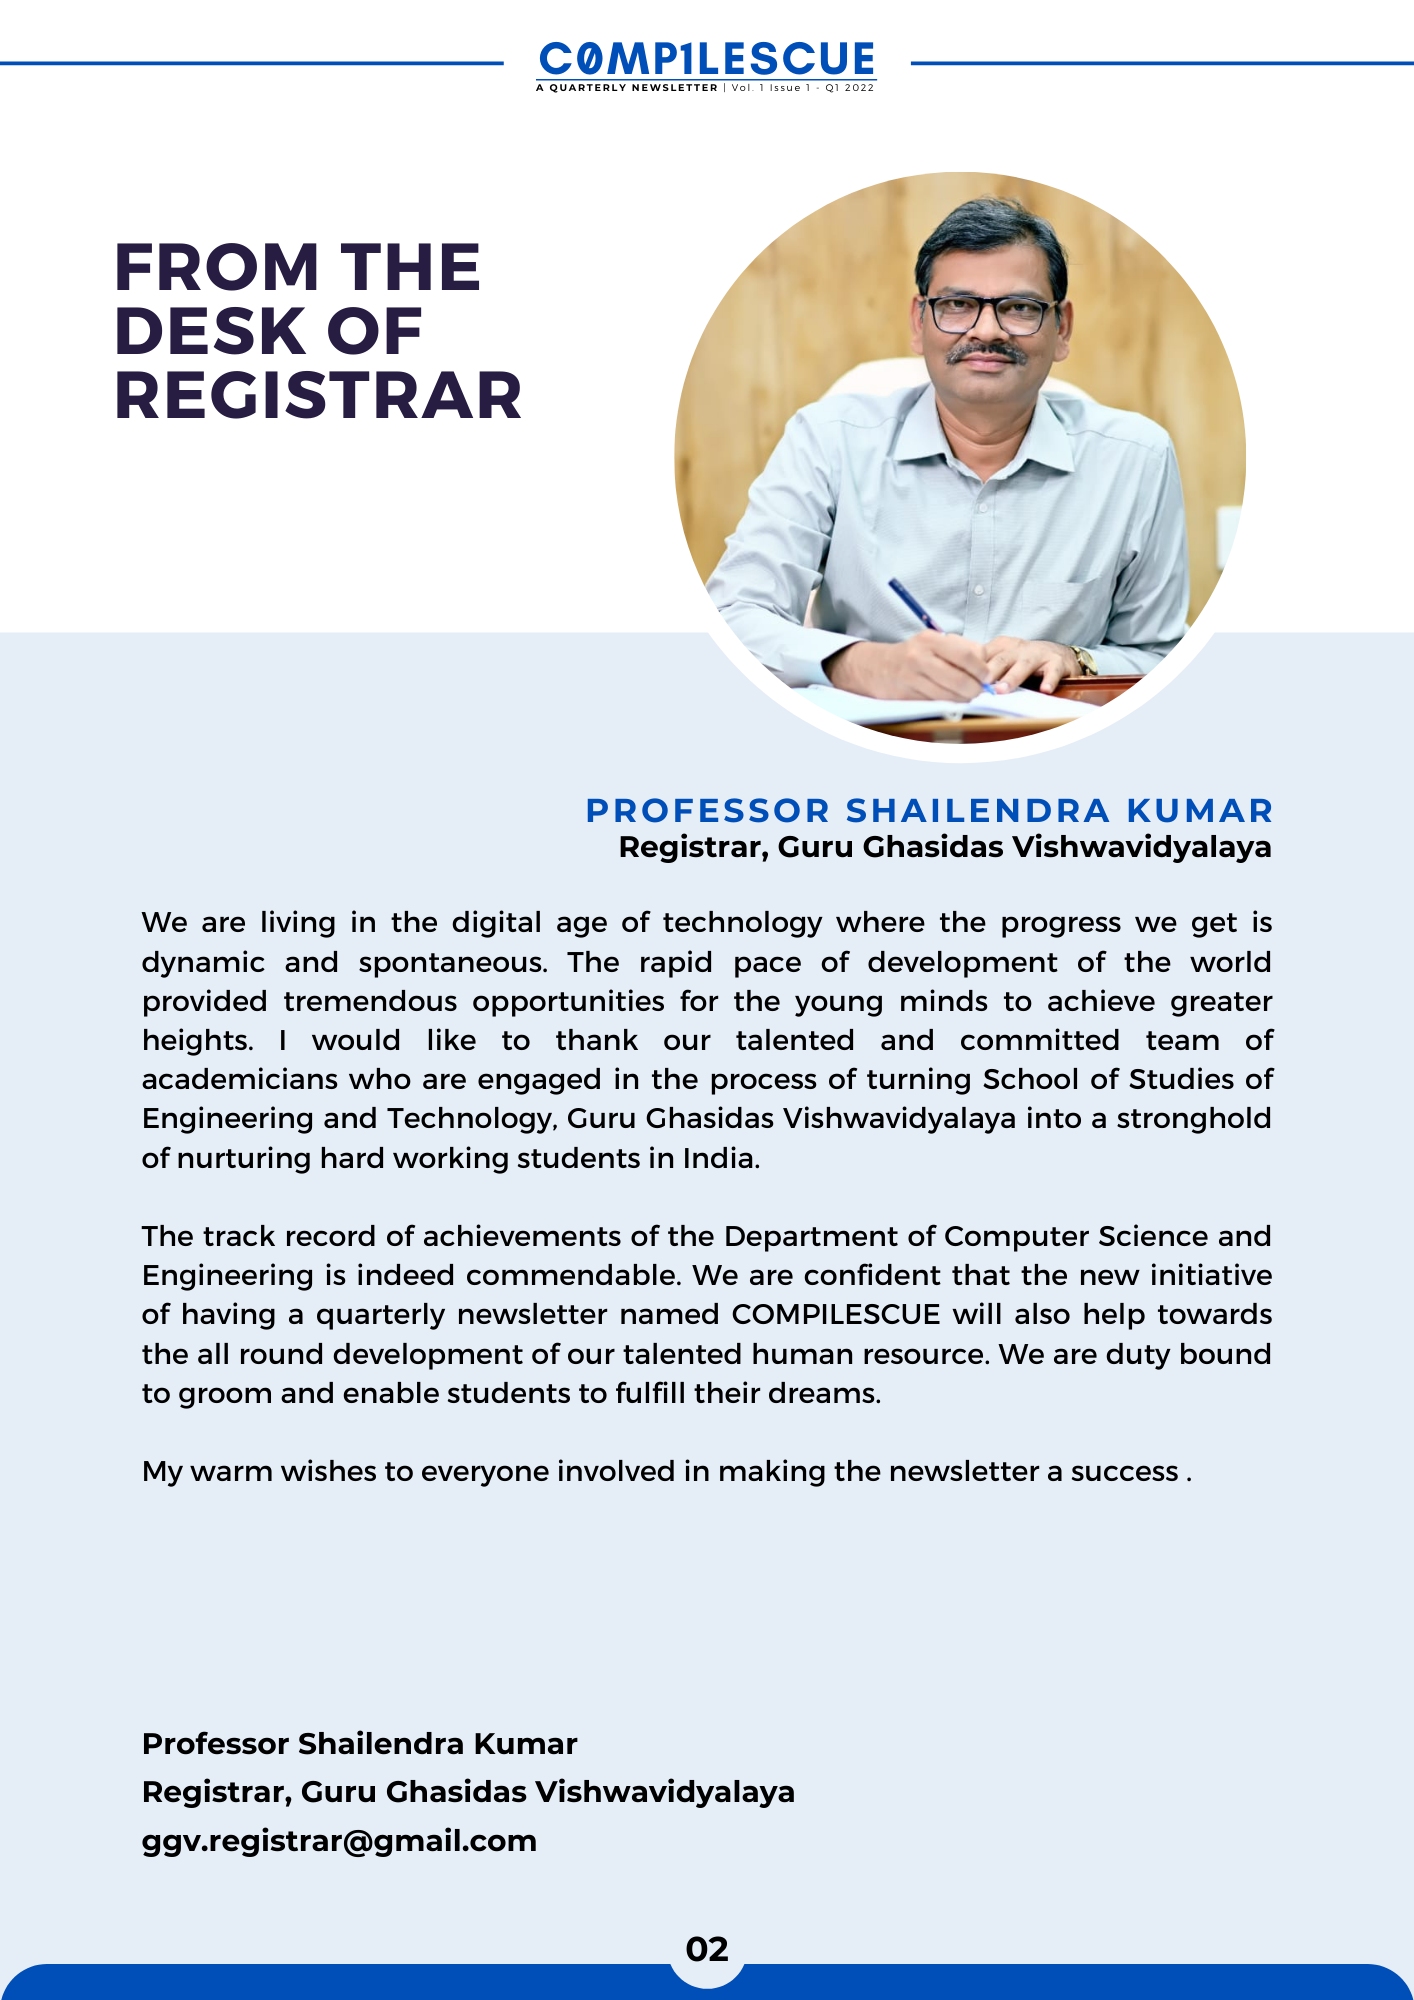 C0MP1LESCUE
A QUARTERLY NEWSLETTER | Vol. 1 Issue 1 - Q1 2022
FROM THE
DESK OF
REGISTRAR
PROFESSOR SHAILENDRA KUMAR
Registrar, Guru Ghasidas Vishwavidyalaya
We are living in the digital age of technology where the progress we get is
dynamic and spontaneous. The rapid pace of development of the world
provided tremendous opportunities for the young minds to achieve greater
heights. I would like to thank our talented and committed team of
academicians who are engaged in the process of turning School of Studies of
Engineering and Technology, Guru Ghasidas Vishwavidyalaya into a stronghold
of nurturing hard working students in India.
The track record of achievements of the Department of Computer Science and
Engineering is indeed commendable. We are confident that the new initiative
of having a quarterly newsletter named COMPILESCUE will also help towards
the all round development of our talented human resource. We are duty bound
to groom and enable students to fulfill their dreams.
My warm wishes to everyone involved in making the newsletter a success .
Professor Shailendra Kumar
Registrar, Guru Ghasidas Vishwavidyalaya
ggv.registrar@gmail.com
02